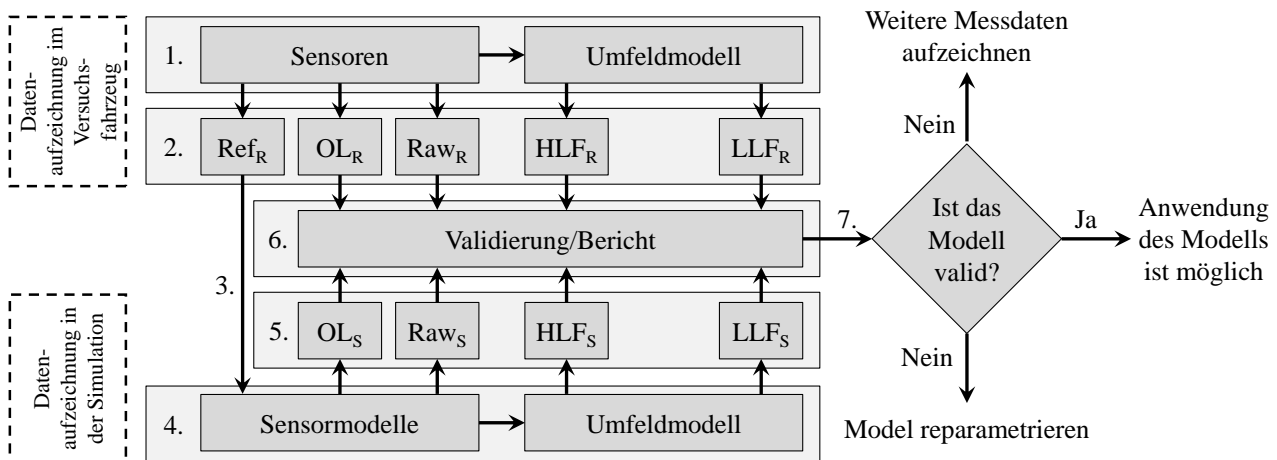 Daten-
aufzeichnung im
Versuchs-
fahrzeug
1.
Sensoren
Umfeldmodell
2.
Ref_R
OL_R
Raw_R
HLF_R
LLF_R
3.
6.
Validierung/Bericht
7.
5.
OL_S
Raw_S
HLF_S
LLF_S
Daten-
aufzeichnung in
der Simulation
4.
Sensormodelle
Umfeldmodell
Weitere Messdaten
aufzeichnen
Nein
Ist das
Modell
valid?
Ja
Anwendung
des Modells
ist möglich
Nein
Model reparametrieren